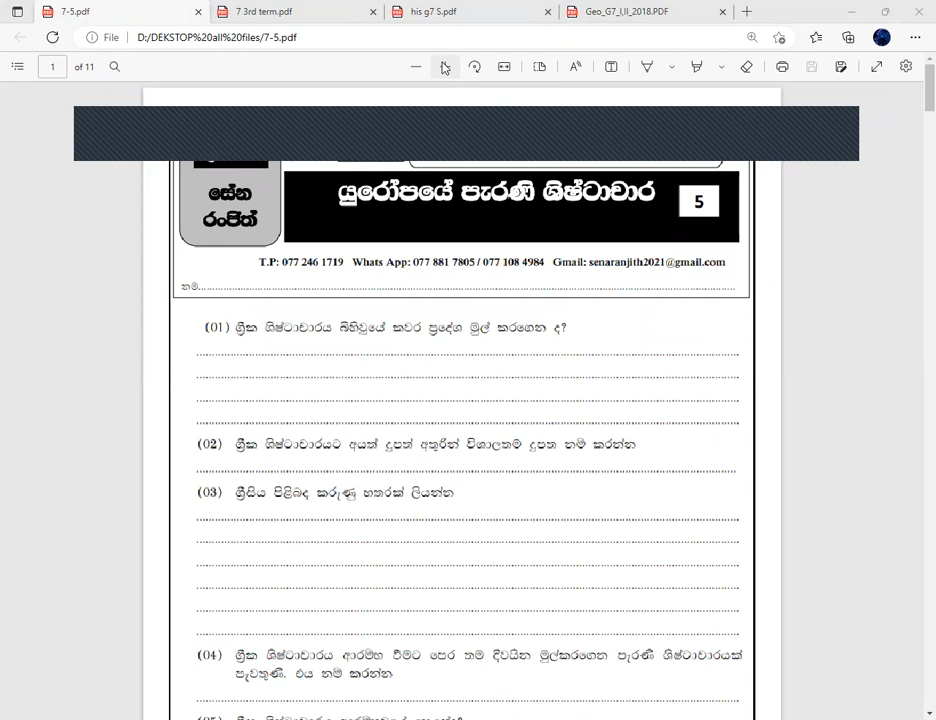 7-5.pdf
7 3rd term.pdf
his g7 S.pdf
Geo_G7_I,II_2018.PDF
File
D:/DEKSTOP%20all%20files/7-5.pdf
1 of 11
සේන
රංජිත්
යුරෝපයේ පැරණි ශිෂ්ටාචාර
5
T.P: 077 246 1719 Whats App: 077 881 7805 / 077 108 4984 Gmail: senaranjith2021@gmail.com
නම
(01) ග්‍රීක ශිෂ්ටාචාරය බිහිවුයේ කවර ප්‍රදේශ මුල් කරගෙන ද?
(02) ග්‍රීක ශිෂ්ටාචාරයට අයත් දුපත් අතුරින් විශාලතම දුපත නම් කරන්න
(03) ග්‍රීසිය පිළිබද කරුණු හතරක් ලියන්න
(04) ග්‍රීක ශිෂ්ටාචාරය ආරම්භ වීමට පෙර තම දිවයින මුල්කරගෙන පැරණි ශිෂ්ටාචාරයක්
පැවතුණි. එය නම් කරන්න